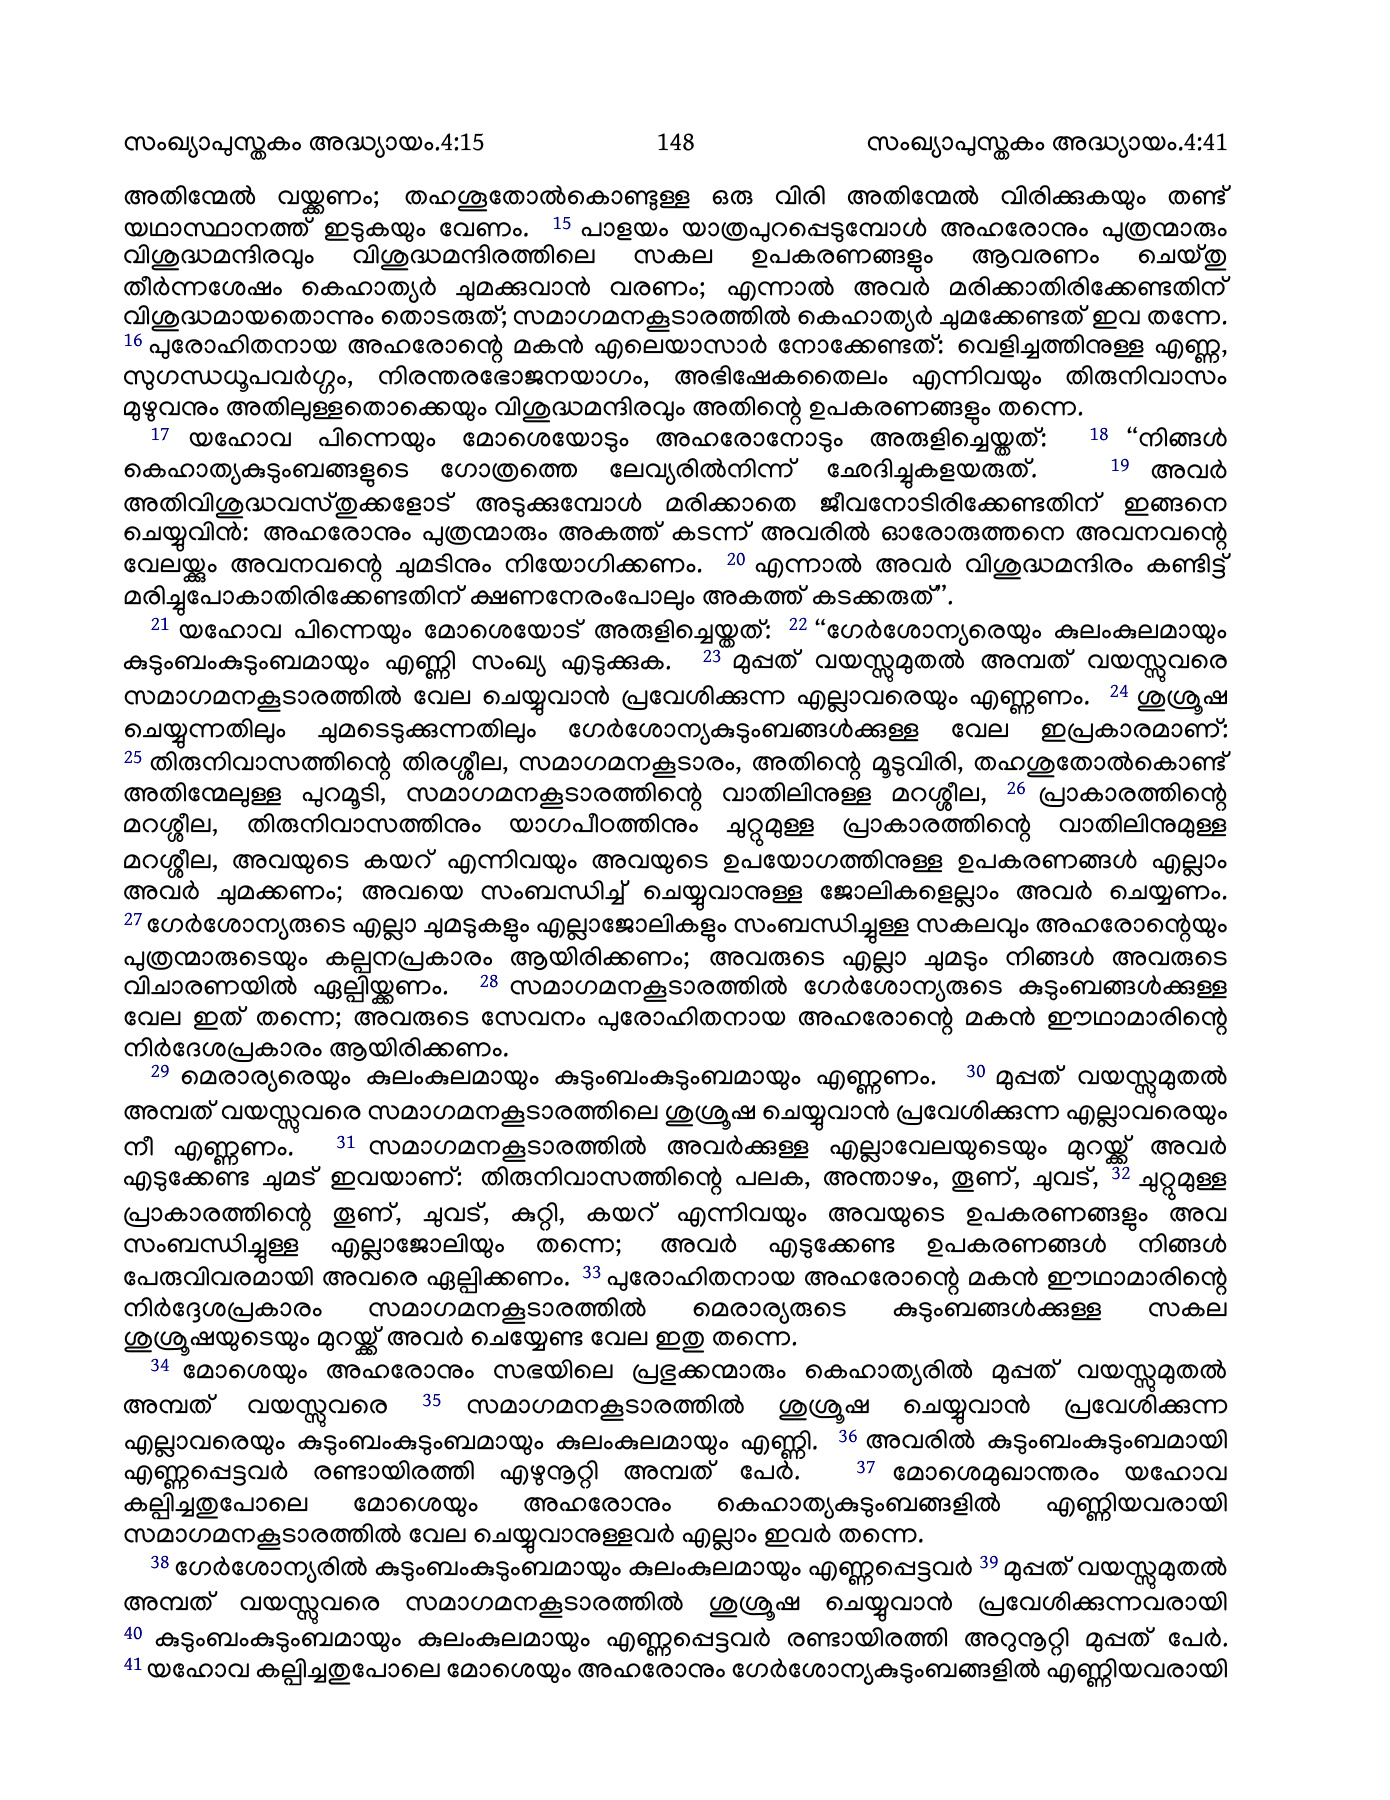 സംഖ്യാപുസ്തകം അദ്ധ്യായം.4:15 148 സംഖ്യാപുസ്തകം അദ്ധ്യായം.4:41
അതിന്മേൽ വയ്ക്കണം; തഹശൂതോൽകൊണ്ടുള്ള ഒരു വിരി അതിന്മേൽ വിരിക്കുകയും തണ്ട്
യഥാസ്ഥാനത്ത് ഇടുകയും വേണം. 15 പാളയം യാത്രപുറപ്പെടുമ്പോൾ അഹരോനും പുത്രന്മാരും
വിശുദ്ധമന്ദിരവും വിശുദ്ധമന്ദിരത്തിലെ സകല ഉപകരണങ്ങളും ആവരണം ചെയ്തു
തീർന്നശേഷം കെഹാത്യർ ചുമക്കുവാൻ വരണം; എന്നാൽ അവർ മരിക്കാതിരിക്കേണ്ടതിന്
വിശുദ്ധമായതൊന്നും തൊടരുത്; സമാഗമനകൂടാരത്തിൽ കെഹാത്യർ ചുമക്കേണ്ടത് ഇവ തന്നേ.
16 പുരോഹിതനായ അഹരോന്റെ മകൻ എലെയാസാർ നോക്കേണ്ടത്: വെളിച്ചത്തിനുള്ള എണ്ണ,
സുഗന്ധധൂപവർഗ്ഗം, നിരന്തരഭോജനയാഗം, അഭിഷേകതൈലം എന്നിവയും തിരുനിവാസം
മുഴുവനും അതിലുള്ളതൊക്കെയും വിശുദ്ധമന്ദിരവും അതിന്റെ ഉപകരണങ്ങളും തന്നെ.
17 യഹോവ പിന്നെയും മോശെയോടും അഹരോനോടും അരുളിച്ചെയ്തത്: 18 “നിങ്ങൾ
കെഹാത്യകുടുംബങ്ങളുടെ ഗോത്രത്തെ ലേവ്യരിൽനിന്ന് ഛേദിച്ചുകളയരുത്. 19 അവർ
അതിവിശുദ്ധവസ്തുക്കളോട് അടുക്കുമ്പോൾ മരിക്കാതെ ജീവനോടിരിക്കേണ്ടതിന് ഇങ്ങനെ
ചെയ്യുവിൻ: അഹരോനും പുത്രന്മാരും അകത്ത് കടന്ന് അവരിൽ ഓരോരുത്തനെ അവനവന്റെ
വേലയ്ക്കും അവനവന്റെ ചുമടിനും നിയോഗിക്കണം. 20 എന്നാൽ അവർ വിശുദ്ധമന്ദിരം കണ്ടിട്ട്
മരിച്ചുപോകാതിരിക്കേണ്ടതിന് ക്ഷണനേരംപോലും അകത്ത് കടക്കരുത്”.
21 യഹോവ പിന്നെയും മോശെയോട് അരുളിച്ചെയ്തത്: 22 “ഗേർശോന്യരെയും കുലംകുലമായും
കുടുംബംകുടുംബമായും എണ്ണി സംഖ്യ എടുക്കുക. 23 മുപ്പത് വയസ്സുമുതൽ അമ്പത് വയസ്സുവരെ
സമാഗമനകൂടാരത്തിൽ വേല ചെയ്യുവാൻ പ്രവേശിക്കുന്ന എല്ലാവരെയും എണ്ണണം. 24 ശുശ്രൂഷ
ചെയ്യുന്നതിലും ചുമടെടുക്കുന്നതിലും ഗേർശോന്യകുടുംബങ്ങൾക്കുള്ള വേല ഇപ്രകാരമാണ്:
25 തിരുനിവാസത്തിന്റെ തിരശ്ശീല, സമാഗമനകൂടാരം, അതിന്റെ മൂടുവിരി, തഹശുതോൽകൊണ്ട്
അതിന്മേലുള്ള പുറമൂടി, സമാഗമനകൂടാരത്തിന്റെ വാതിലിനുള്ള മറശ്ശീല, 26 പ്രാകാരത്തിന്റെ
മറശ്ശീല, തിരുനിവാസത്തിനും യാഗപീഠത്തിനും ചുറ്റുമുള്ള പ്രാകാരത്തിന്റെ വാതിലിനുമുള്ള
മറശ്ശീല, അവയുടെ കയറ് എന്നിവയും അവയുടെ ഉപയോഗത്തിനുള്ള ഉപകരണങ്ങൾ എല്ലാം
അവർ ചുമക്കണം; അവയെ സംബന്ധിച്ച് ചെയ്യുവാനുള്ള ജോലികളെല്ലാം അവർ ചെയ്യണം.
27 ഗേർശോന്യരുടെ എല്ലാ ചുമടുകളും എല്ലാജോലികളും സംബന്ധിച്ചുള്ള സകലവും അഹരോന്റെയും
പുത്രന്മാരുടെയും കല്പനപ്രകാരം ആയിരിക്കണം; അവരുടെ എല്ലാ ചുമടും നിങ്ങൾ അവരുടെ
വിചാരണയിൽ ഏല്പിയ്ക്കണം. 28 സമാഗമനകൂടാരത്തിൽ ഗേർശോന്യരുടെ കുടുംബങ്ങൾക്കുള്ള
വേല ഇത് തന്നെ; അവരുടെ സേവനം പുരോഹിതനായ അഹരോന്റെ മകൻ ഈഥാമാരിന്റെ
നിർദേശപ്രകാരം ആയിരിക്കണം.
29 മെരാര്യരെയും കുലംകുലമായും കുടുംബംകുടുംബമായും എണ്ണണം. 30 മുപ്പത് വയസ്സുമുതൽ
അമ്പത് വയസ്സുവരെ സമാഗമനകൂടാരത്തിലെ ശുശ്രൂഷ ചെയ്യുവാൻ പ്രവേശിക്കുന്ന എല്ലാവരെയും
നീ എണ്ണണം. 31 സമാഗമനകൂടാരത്തിൽ അവർക്കുള്ള എല്ലാവേലയുടെയും മുറയ്ക്ക് അവർ
എടുക്കേണ്ട ചുമട് ഇവയാണ്: തിരുനിവാസത്തിന്റെ പലക, അന്താഴം, തൂണ്, ചുവട്, 32 ചുറ്റുമുള്ള
പ്രാകാരത്തിന്റെ തൂണ്, ചുവട്, കുറ്റി, കയറ് എന്നിവയും അവയുടെ ഉപകരണങ്ങളും അവ
സംബന്ധിച്ചുള്ള എല്ലാജോലിയും തന്നെ; അവർ എടുക്കേണ്ട ഉപകരണങ്ങൾ നിങ്ങൾ
പേരുവിവരമായി അവരെ ഏല്പിക്കണം. 33 പുരോഹിതനായ അഹരോന്റെ മകൻ ഈഥാമാരിന്റെ
നിർദ്ദേശപ്രകാരം സമാഗമനകൂടാരത്തിൽ മെരാര്യരുടെ കുടുംബങ്ങൾക്കുള്ള സകല
ശുശ്രൂഷയുടെയും മുറയ്ക്ക് അവർ ചെയ്യേണ്ട വേല ഇതു തന്നെ.
34 മോശെയും അഹരോനും സഭയിലെ പ്രഭുക്കന്മാരും കെഹാത്യരിൽ മുപ്പത് വയസ്സുമുതൽ
അമ്പത് വയസ്സുവരെ 35 സമാഗമനകൂടാരത്തിൽ ശുശ്രൂഷ ചെയ്യുവാൻ പ്രവേശിക്കുന്ന
എല്ലാവരെയും കുടുംബംകുടുംബമായും കുലംകുലമായും എണ്ണി. 36 അവരിൽ കുടുംബംകുടുംബമായി
എണ്ണപ്പെട്ടവർ രണ്ടായിരത്തി എഴുനൂറ്റി അമ്പത് പേർ. 37 മോശെമുഖാന്തരം യഹോവ
കല്പിച്ചതുപോലെ മോശെയും അഹരോനും കെഹാത്യകുടുംബങ്ങളിൽ എണ്ണിയവരായി
സമാഗമനകൂടാരത്തിൽ വേല ചെയ്യുവാനുള്ളവർ എല്ലാം ഇവർ തന്നെ.
38 ഗേർശോന്യരിൽ കുടുംബംകുടുംബമായും കുലംകുലമായും എണ്ണപ്പെട്ടവർ 39 മുപ്പത് വയസ്സുമുതൽ
അമ്പത് വയസ്സുവരെ സമാഗമനകൂടാരത്തിൽ ശുശ്രൂഷ ചെയ്യുവാൻ പ്രവേശിക്കുന്നവരായി
40 കുടുംബംകുടുംബമായും കുലംകുലമായും എണ്ണപ്പെട്ടവർ രണ്ടായിരത്തി അറുനൂറ്റി മുപ്പത് പേർ.
41 യഹോവ കല്പിച്ചതുപോലെ മോശെയും അഹരോനും ഗേർശോന്യകുടുംബങ്ങളിൽ എണ്ണിയവരായി